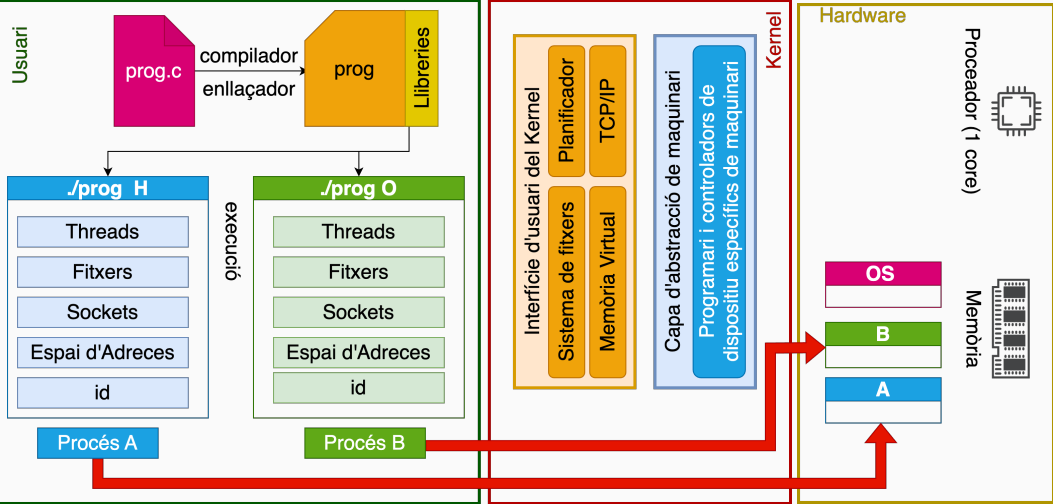 Usuari
prog.c
compilador
enllaçador
prog
Llibreries
./prog H
Threads
Fitxers
Sockets
Espai d'Adreces
id
Procés A
execució
./prog O
Threads
Fitxers
Sockets
Espai d'Adreces
id
Procés B
Kernel
Interfície d'usuari del Kernel
Planificador
TCP/IP
Sistema de fitxers
Memòria Virtual
Capa d'abstracció de maquinari
Programari i controladors de
dispositiu específics de maquinari
Hardware
Proceador (1 core)
OS
B
A
Memòria